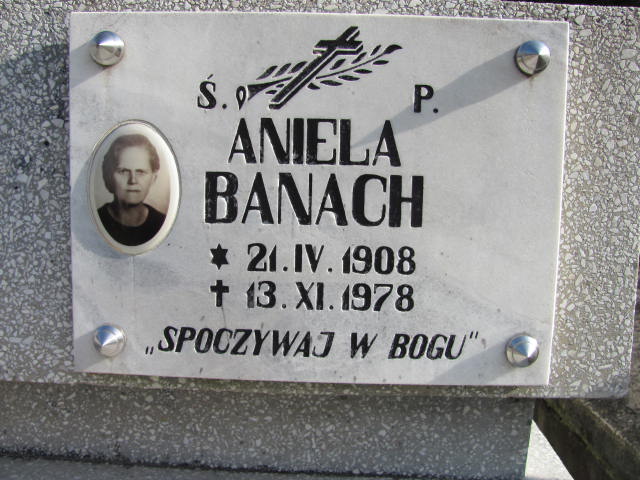 Ś. P.
ANIELA
BANACH
✶ 21.IV.1908
✝ 13.XI.1978
„SPOCZYWAJ W BOGU"